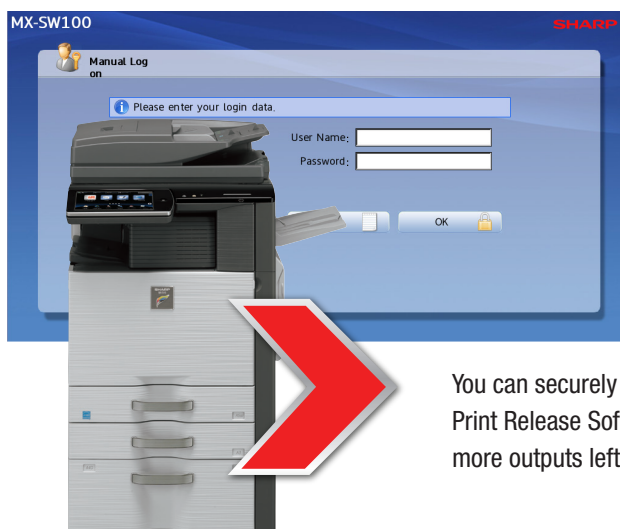 MX-SW100
SHARP
Manual Log
on
Please enter your login data.
User Name:
Password:
OK
You can securely
Print Release Sof
more outputs left